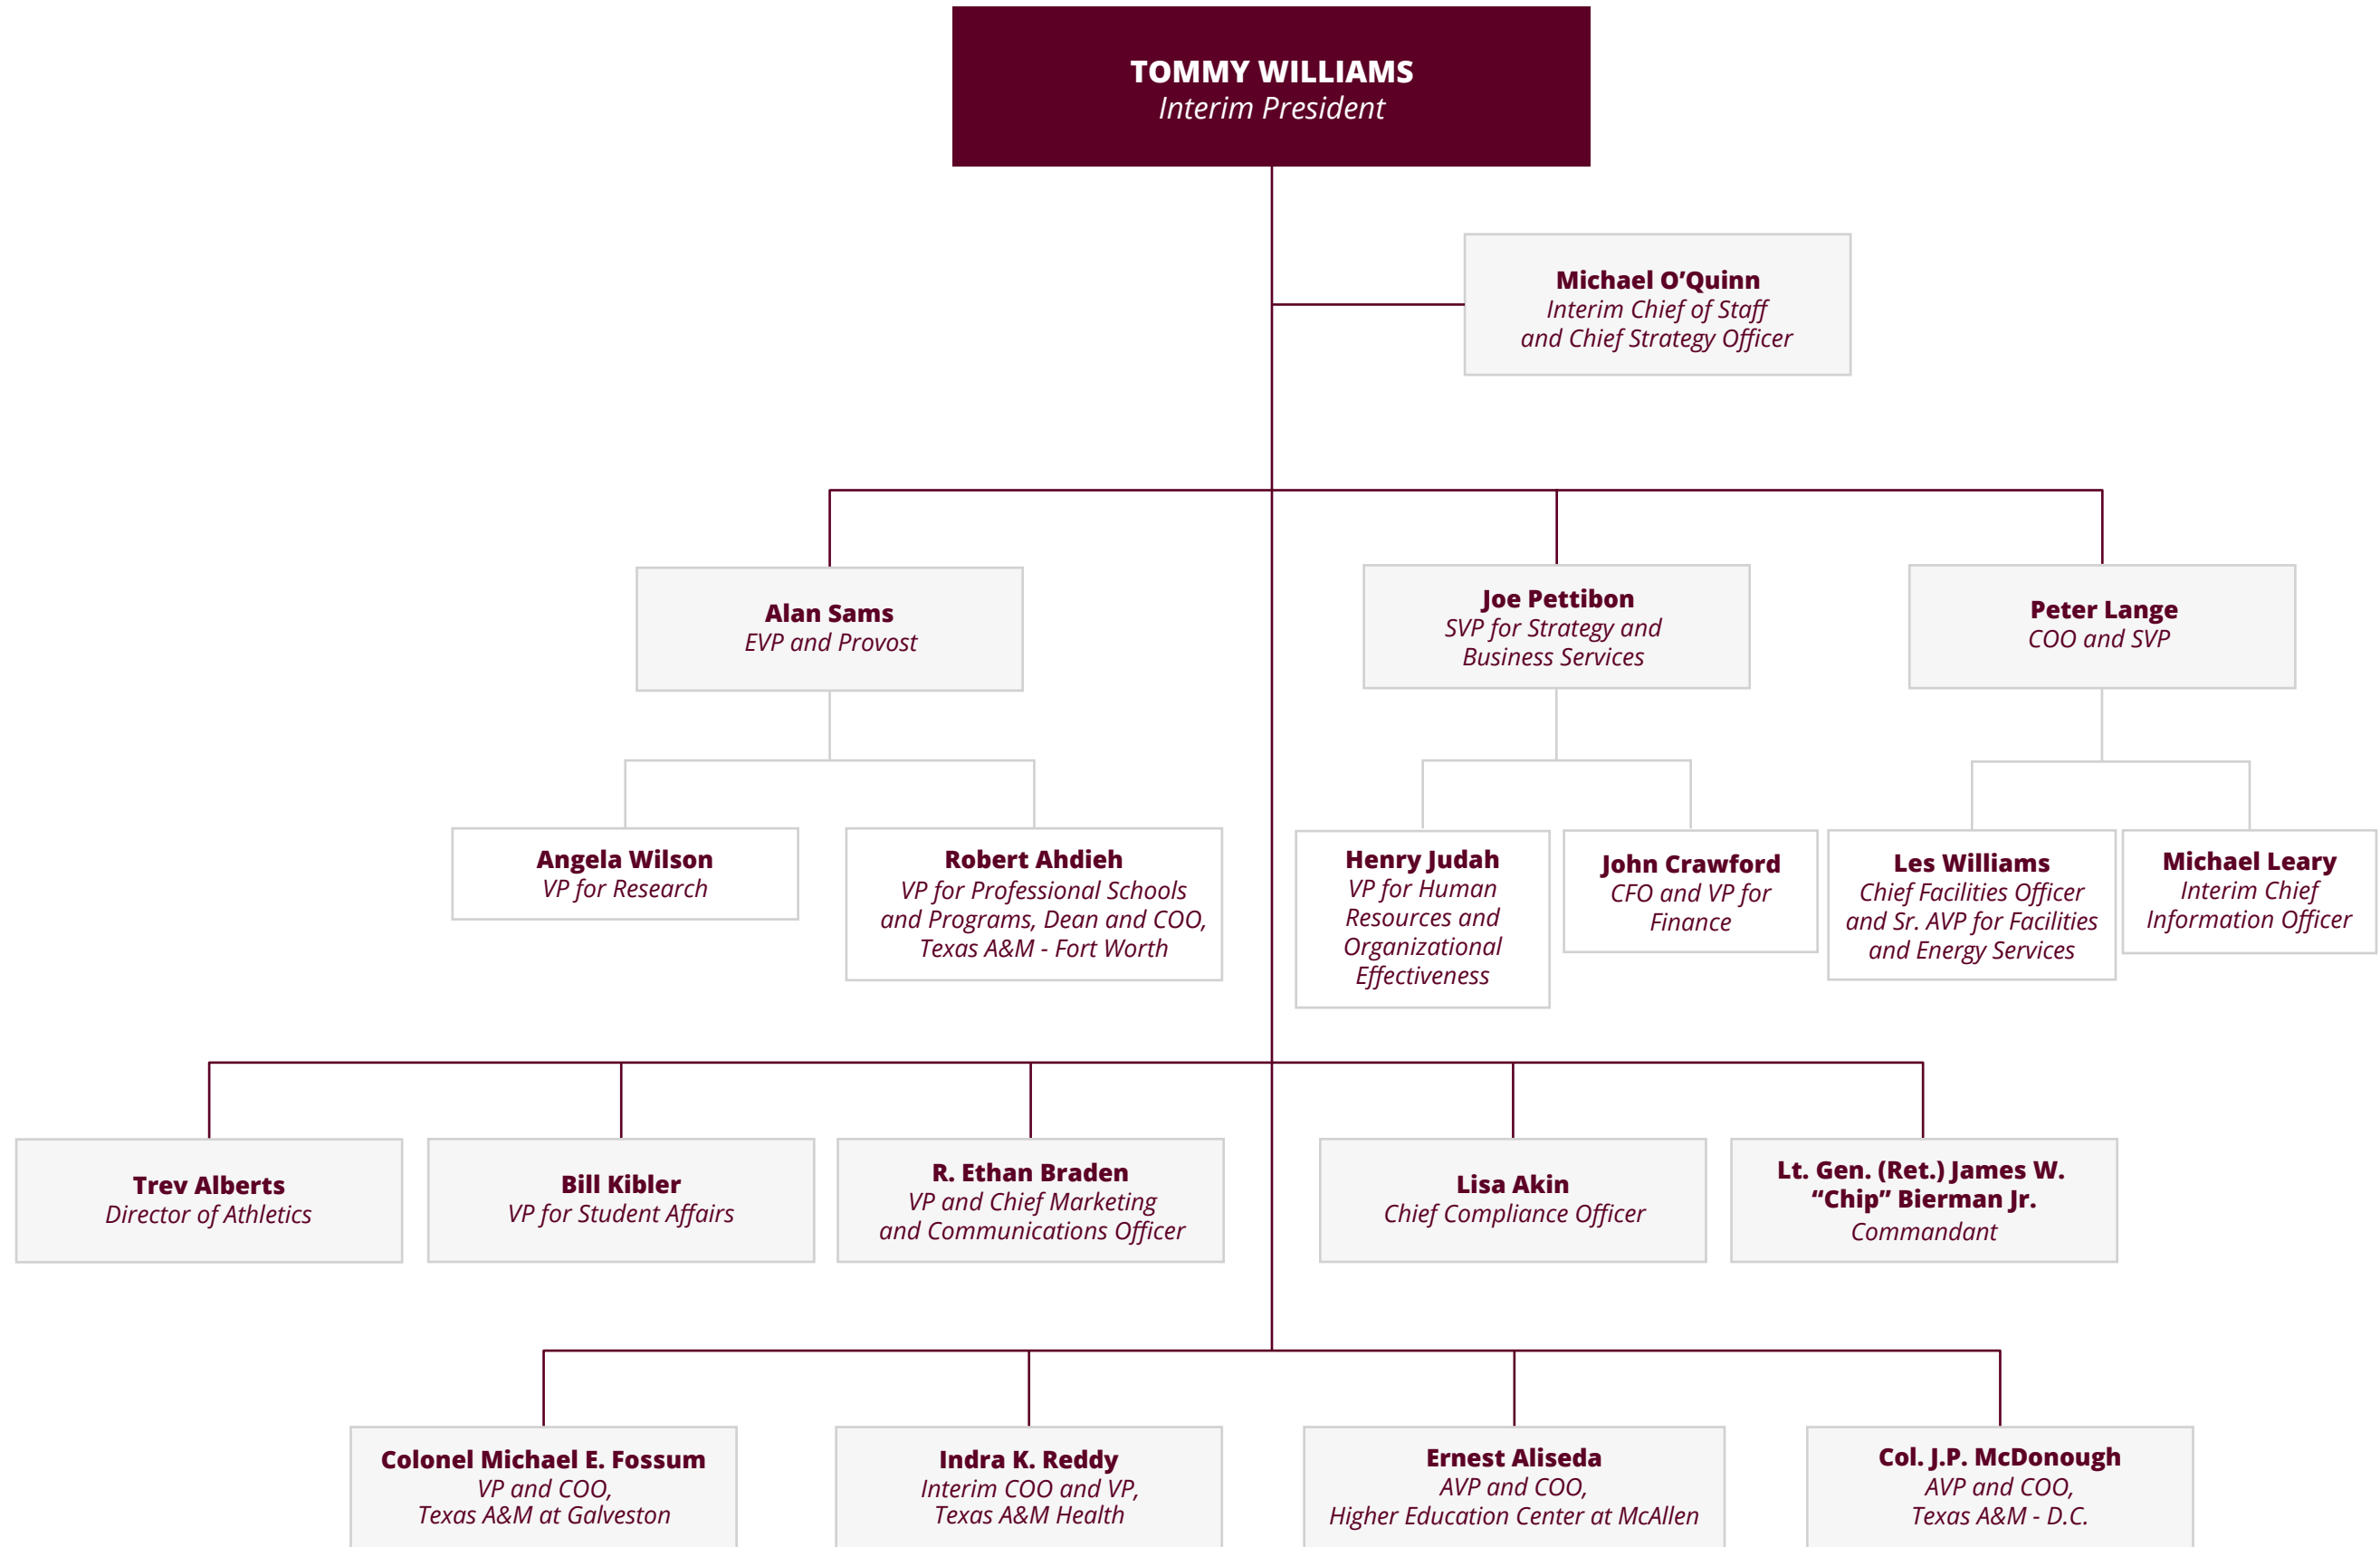 TOMMY WILLIAMS
Interim President
Michael O’Quinn
Interim Chief of Staff
and Chief Strategy Officer
Alan Sams
EVP and Provost
Joe Pettibon
SVP for Strategy and
Business Services
Peter Lange
COO and SVP
Angela Wilson
VP for Research
Robert Ahdieh
VP for Professional Schools
and Programs, Dean and COO,
Texas A&M - Fort Worth
Henry Judah
VP for Human
Resources and
Organizational
Effectiveness
John Crawford
CFO and VP for
Finance
Les Williams
Chief Facilities Officer
and Sr. AVP for Facilities
and Energy Services
Michael Leary
Interim Chief
Information Officer
Trev Alberts
Director of Athletics
Bill Kibler
VP for Student Affairs
R. Ethan Braden
VP and Chief Marketing
and Communications Officer
Lisa Akin
Chief Compliance Officer
Lt. Gen. (Ret.) James W.
“Chip” Bierman Jr.
Commandant
Colonel Michael E. Fossum
VP and COO,
Texas A&M at Galveston
Indra K. Reddy
Interim COO and VP,
Texas A&M Health
Ernest Aliseda
AVP and COO,
Higher Education Center at McAllen
Col. J.P. McDonough
AVP and COO,
Texas A&M - D.C.